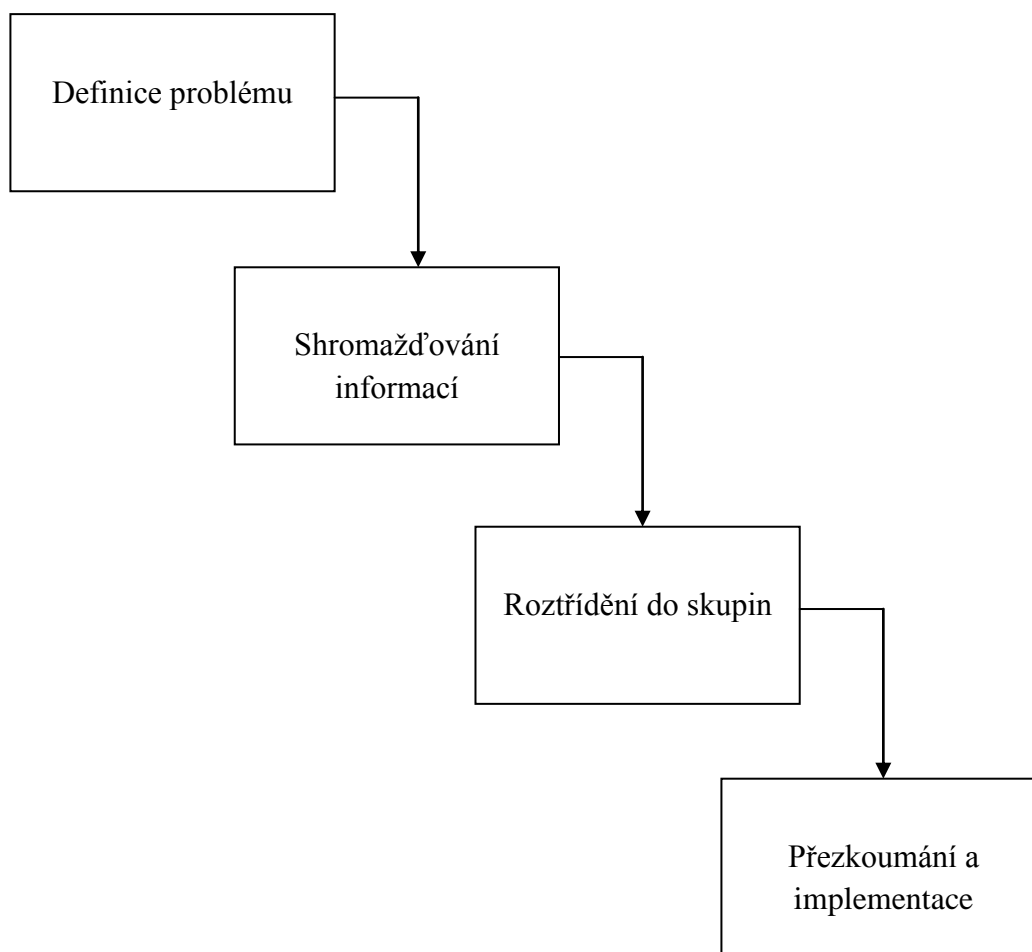 Definice problému
Shromažďování
informací
Roztřídění do skupin
Přezkoumání a
implementace